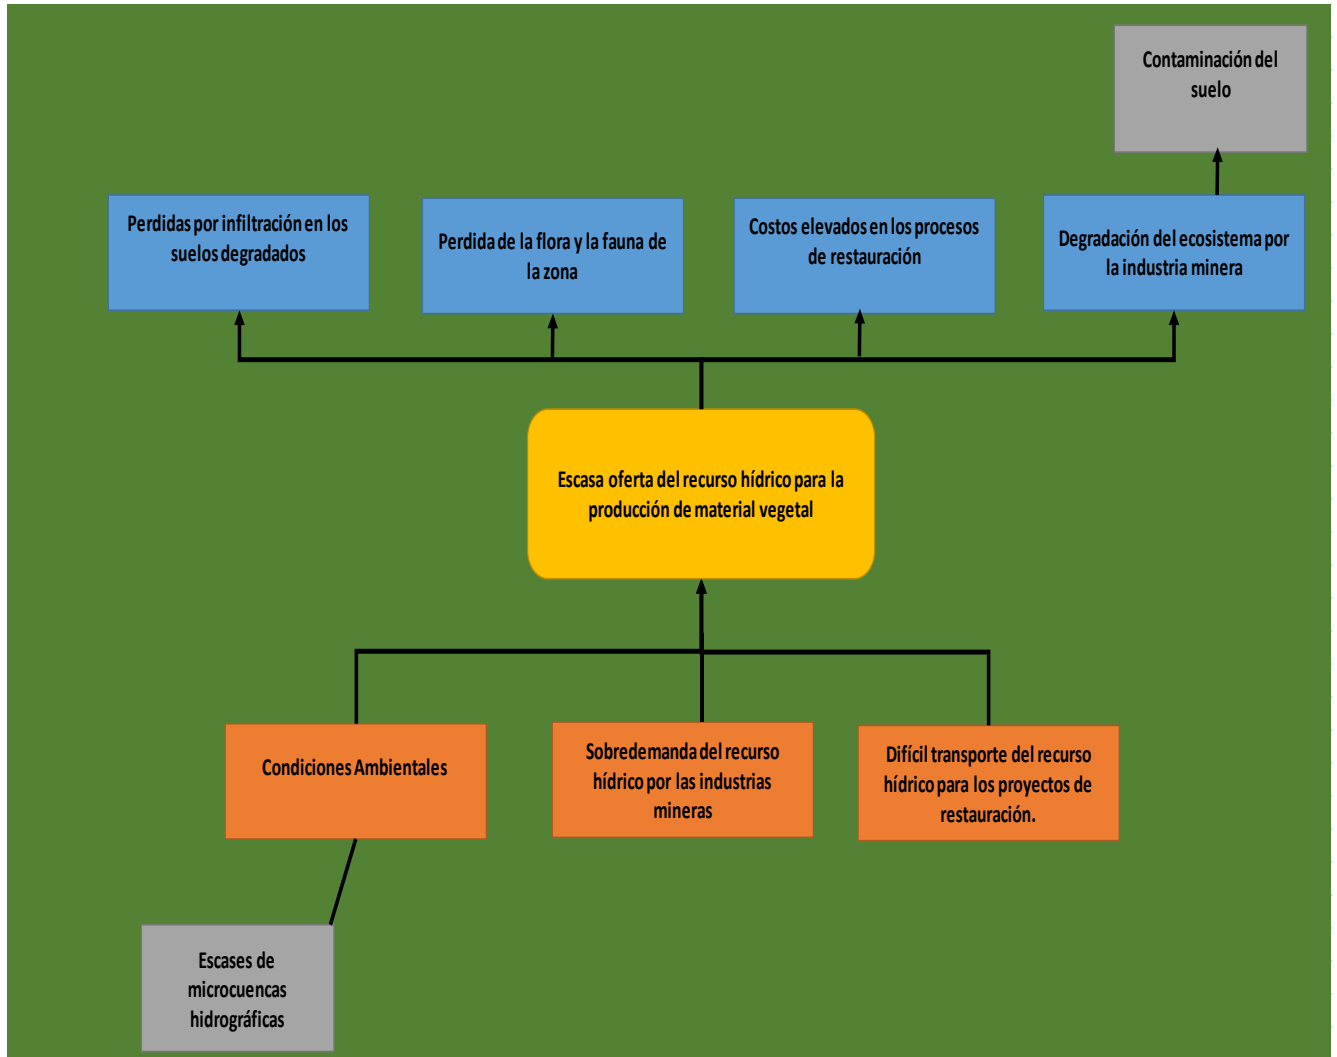 Contaminación del
suelo
Perdidas por infiltración en los
suelos degradados
Perdida de la flora y la fauna de
la zona
Costos elevados en los procesos
de restauración
Degradación del ecosistema por
la industria minera
Escasa oferta del recurso hídrico para la
producción de material vegetal
Condiciones Ambientales
Sobredemanda del recurso
hídrico por las industrias
mineras
Difícil transporte del recurso
hídrico para los proyectos de
restauración.
Escases de
microcuencas
hidrográficas